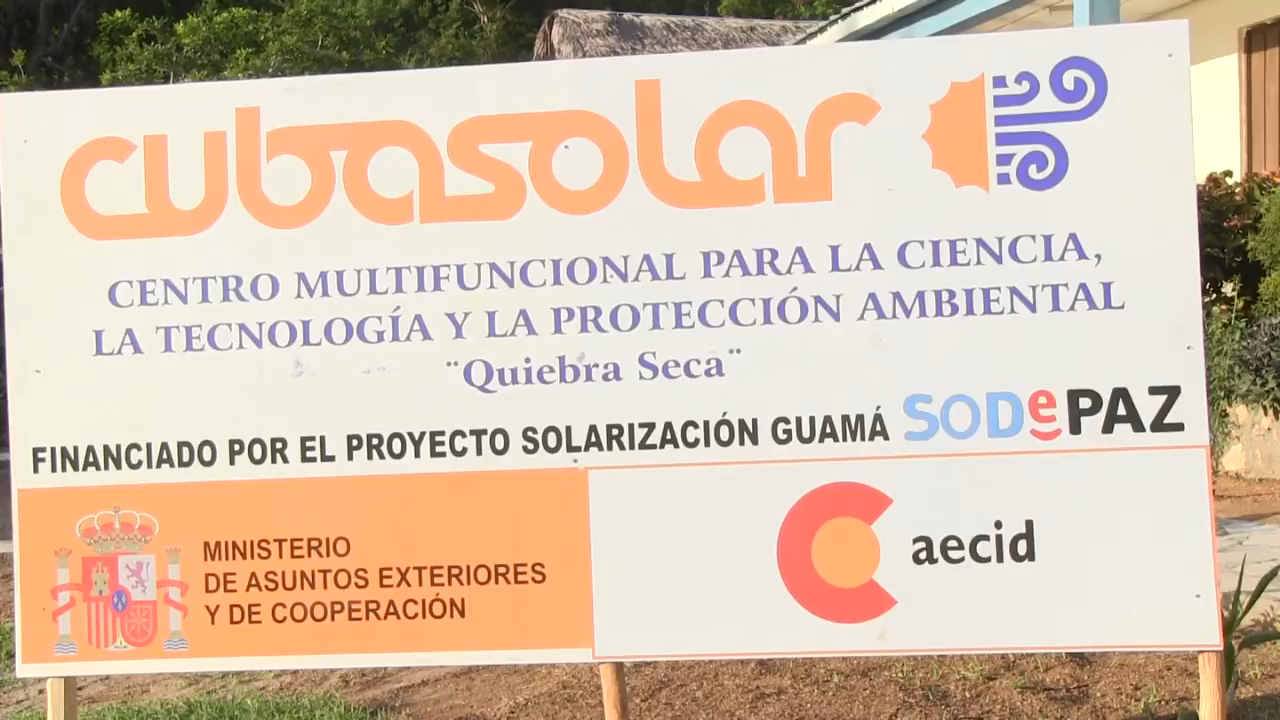 cubasolar
CENTRO MULTIFUNCIONAL PARA LA CIENCIA,
LA TECNOLOGÍA Y LA PROTECCIÓN AMBIENTAL
¨Quiebra Seca¨
FINANCIADO POR EL PROYECTO SOLARIZACIÓN GUAMÁ SODePAZ
MINISTERIO
DE ASUNTOS EXTERIORES
Y DE COOPERACIÓN
aecid